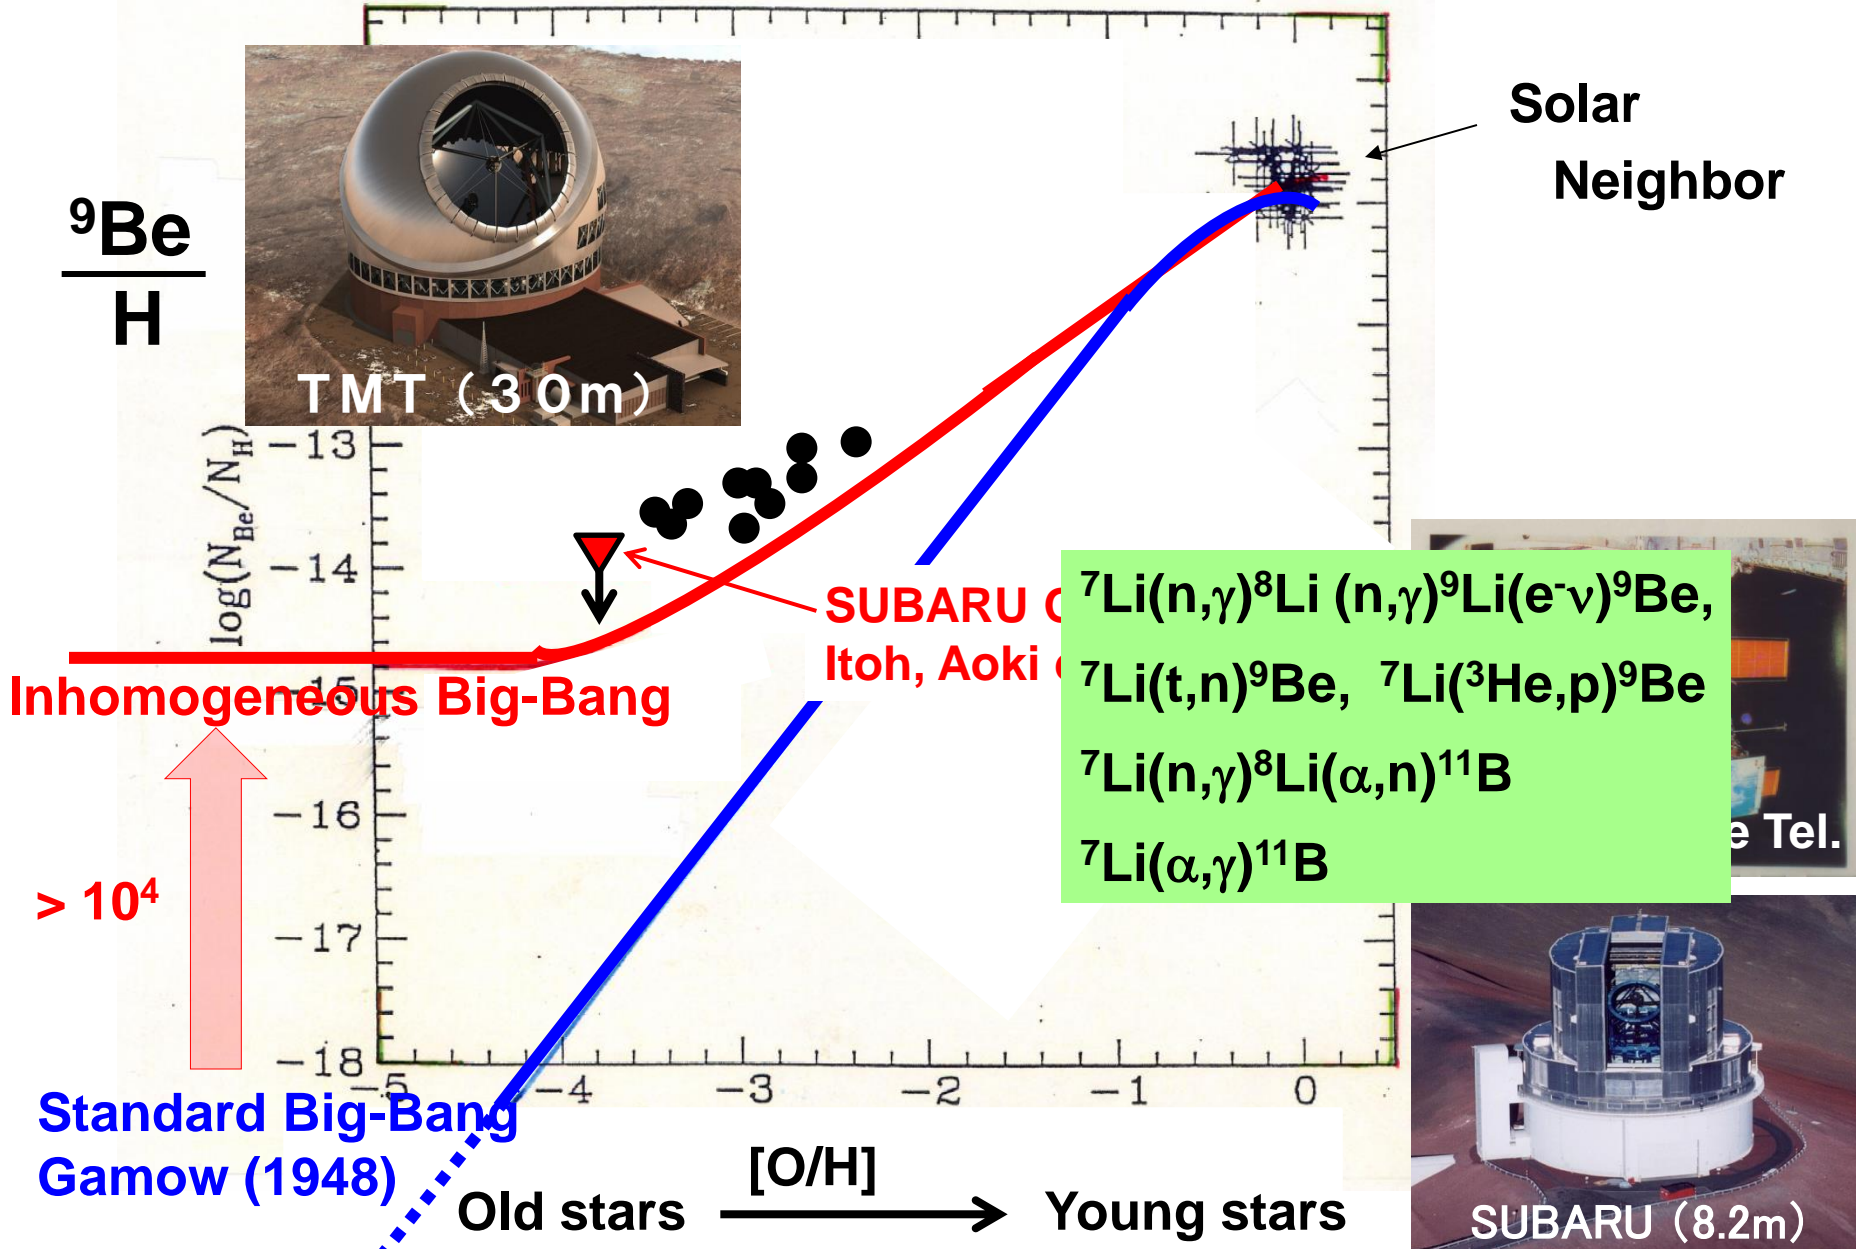 Solar
Neighbor
⁹Be
H
TMT（30m）
log(N_Be/N_H)
−13
−14
−15
−16
−17
−18
SUBARU
Itoh, Aoki
⁷Li(n,γ)⁸Li (n,γ)⁹Li(e⁻ν)⁹Be,
⁷Li(t,n)⁹Be, ⁷Li(³He,p)⁹Be
⁷Li(n,γ)⁸Li(α,n)¹¹B
⁷Li(α,γ)¹¹B
Inhomogeneous Big-Bang
Tel.
> 10⁴
−5 −4 −3 −2 −1 0
Standard Big-Bang
Gamow (1948)
[O/H]
Old stars
Young stars
SUBARU（8.2m）